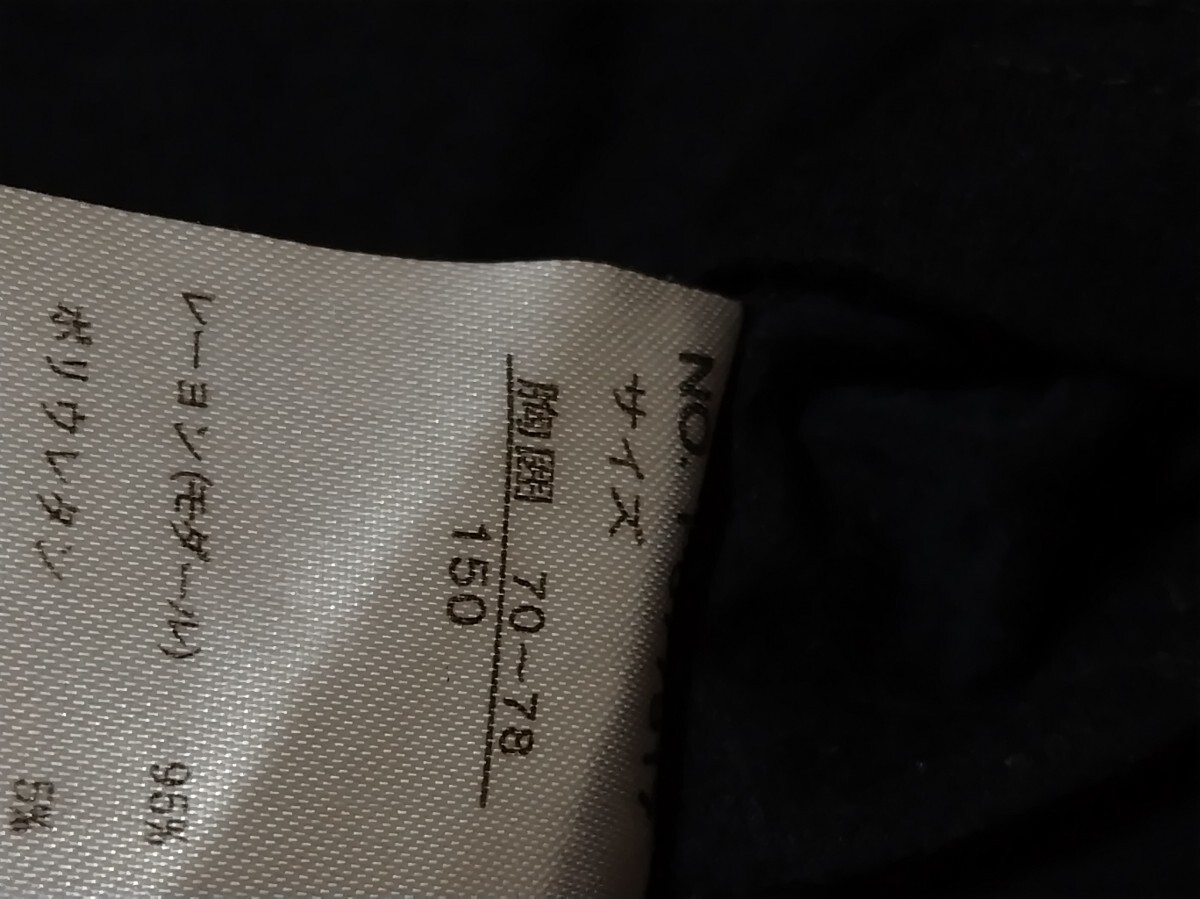 NO.
サイズ
胸囲 70~78
150
レーヨン(モダール) 95%
ポリウレタン 5%